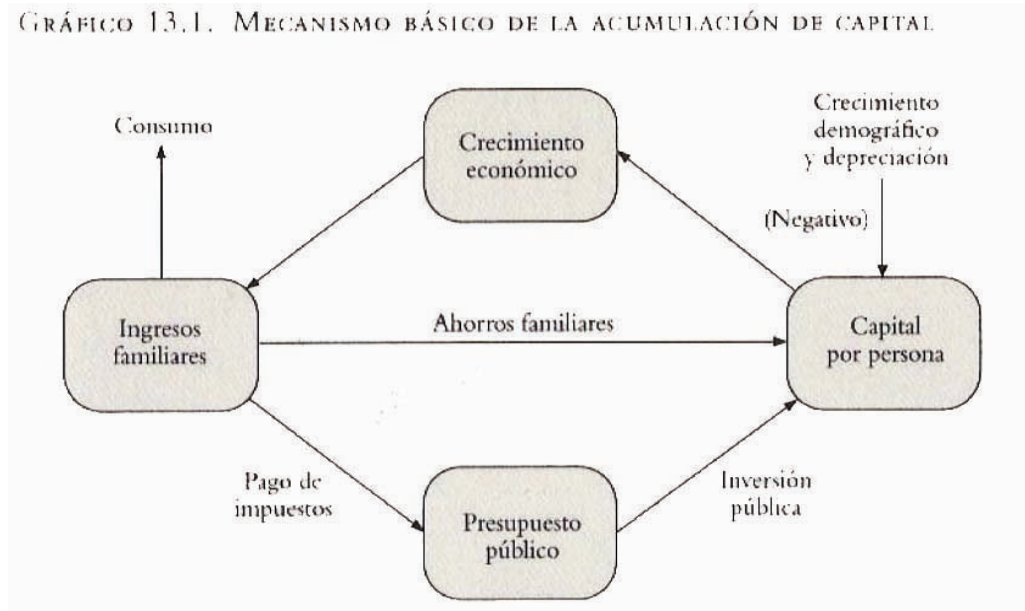 GRÁFICO 13.1. MECANISMO BÁSICO DE LA ACUMULACIÓN DE CAPITAL
Consumo
Crecimiento
económico
Crecimiento
demográfico
y depreciación
(Negativo)
Ingresos
familiares
Ahorros familiares
Capital
por persona
Pago de
impuestos
Presupuesto
público
Inversión
pública